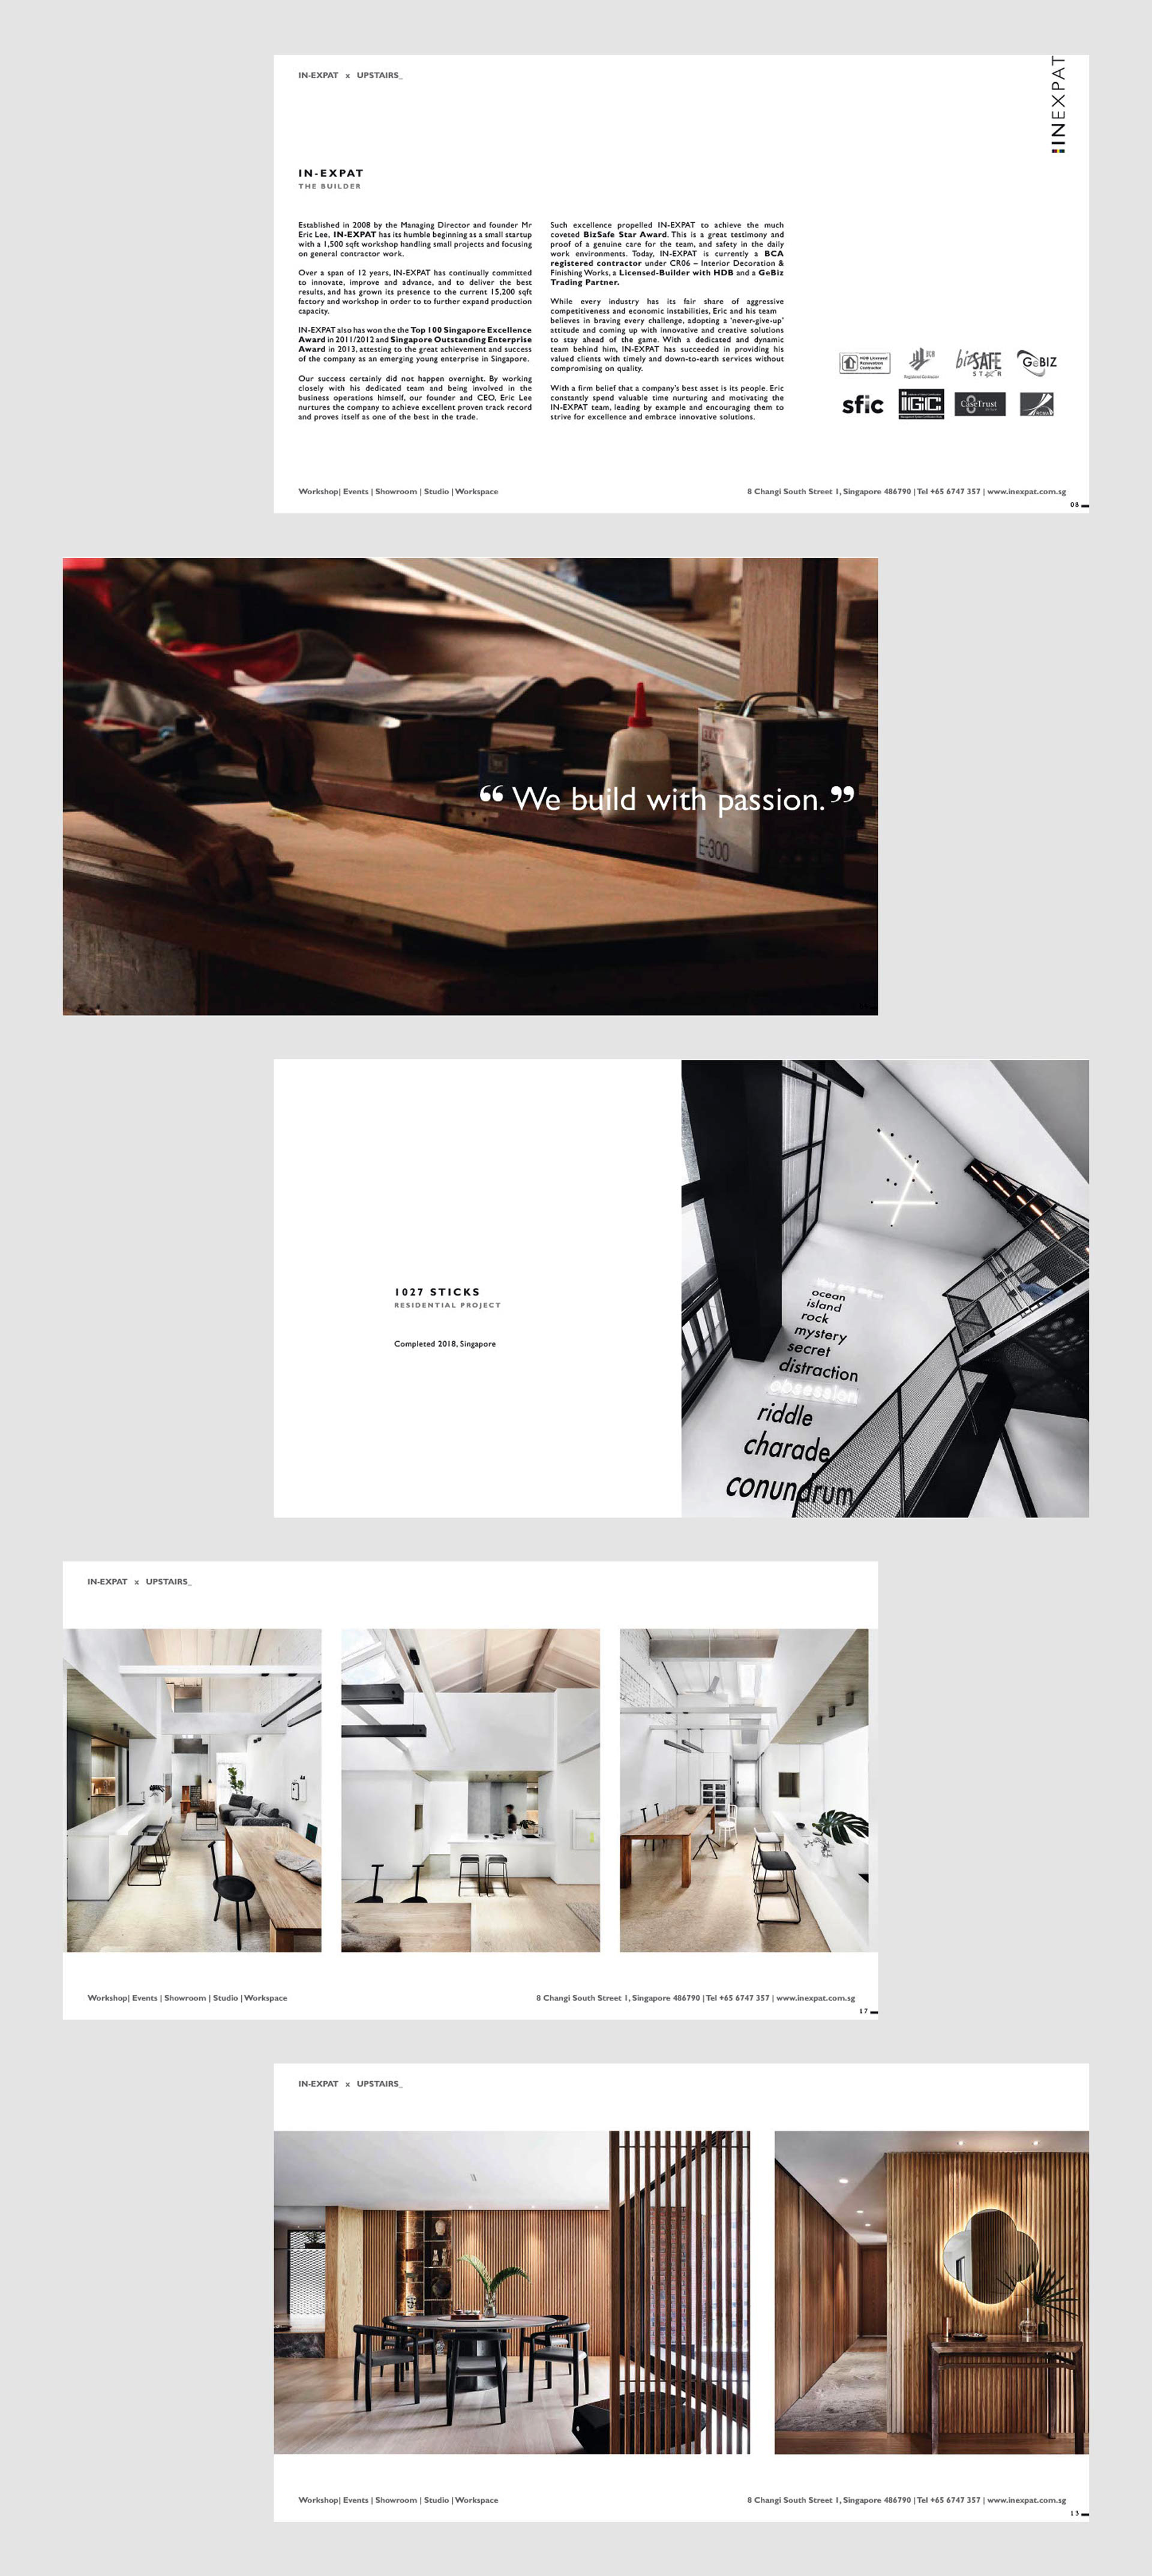 IN-EXPAT x UPSTAIRS_
INEXPAT
IN-EXPAT
THE BUILDER
Established in 2008 by the Managing Director and founder Mr
Eric Lee, IN-EXPAT has its humble beginning as a small startup
with a 1,500 sqft workshop handling small projects and focusing
on general contractor work.
Over a span of 12 years, IN-EXPAT has continually committed
to innovate, improve and advance, and to deliver the best
results, and has grown its presence to the current 15,200 sqft
factory and workshop in order to to further expand production
capacity.
IN-EXPAT also has won the the Top 100 Singapore Excellence
Award in 2011/2012 and Singapore Outstanding Enterprise
Award in 2013, attesting to the great achievement and success
of the company as an emerging young enterprise in Singapore.
Our success certainly did not happen overnight. By working
closely with his dedicated team and being involved in the
business operations himself, our founder and CEO, Eric Lee
nurtures the company to achieve excellent proven track record
and proves itself as one of the best in the trade.
Such excellence propelled IN-EXPAT to achieve the much
coveted BizSafe Star Award. This is a great testimony and
proof of a genuine care for the team, and safety in the daily
work environments. Today, IN-EXPAT is currently a BCA
registered contractor under CR06 – Interior Decoration &
Finishing Works, a Licensed-Builder with HDB and a GeBiz
Trading Partner.
While every industry has its fair share of aggressive
competitiveness and economic instabilities, Eric and his team
believes in braving every challenge, adopting a 'never-give-up'
attitude and coming up with innovative and creative solutions
to stay ahead of the game. With a dedicated and dynamic
team behind him, IN-EXPAT has succeeded in providing his
valued clients with timely and down-to-earth services without
compromising on quality.
With a firm belief that a company's best asset is its people. Eric
constantly spend valuable time nurturing and motivating the
IN-EXPAT team, leading by example and encouraging them to
strive for excellence and embrace innovative solutions.
HDB Licensed
Renovation
Contractor
Registered Contractor
bizSAFE
STAR
GeBIZ
sfic
IGC
CaseTrust
Workshop| Events | Showroom | Studio | Workspace
8 Changi South Street 1, Singapore 486790 | Tel +65 6747 357 | www.inexpat.com.sg
08
“ We build with passion. ”
E-300
1027 STICKS
RESIDENTIAL PROJECT
Completed 2018, Singapore
ocean
island
rock
mystery
secret
distraction
obsession
riddle
charade
conundrum
IN-EXPAT x UPSTAIRS_
Workshop| Events | Showroom | Studio | Workspace
8 Changi South Street 1, Singapore 486790 | Tel +65 6747 357 | www.inexpat.com.sg
17
IN-EXPAT x UPSTAIRS_
Workshop| Events | Showroom | Studio | Workspace
8 Changi South Street 1, Singapore 486790 | Tel +65 6747 357 | www.inexpat.com.sg
13